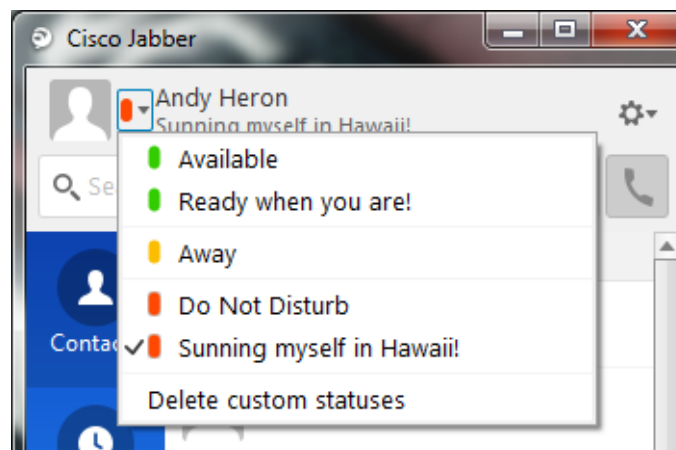 Cisco Jabber
Andy Heron
Sunning myself in Hawaii!
Se
Available
Ready when you are!
Away
Do Not Disturb
Contac
Sunning myself in Hawaii!
Delete custom statuses